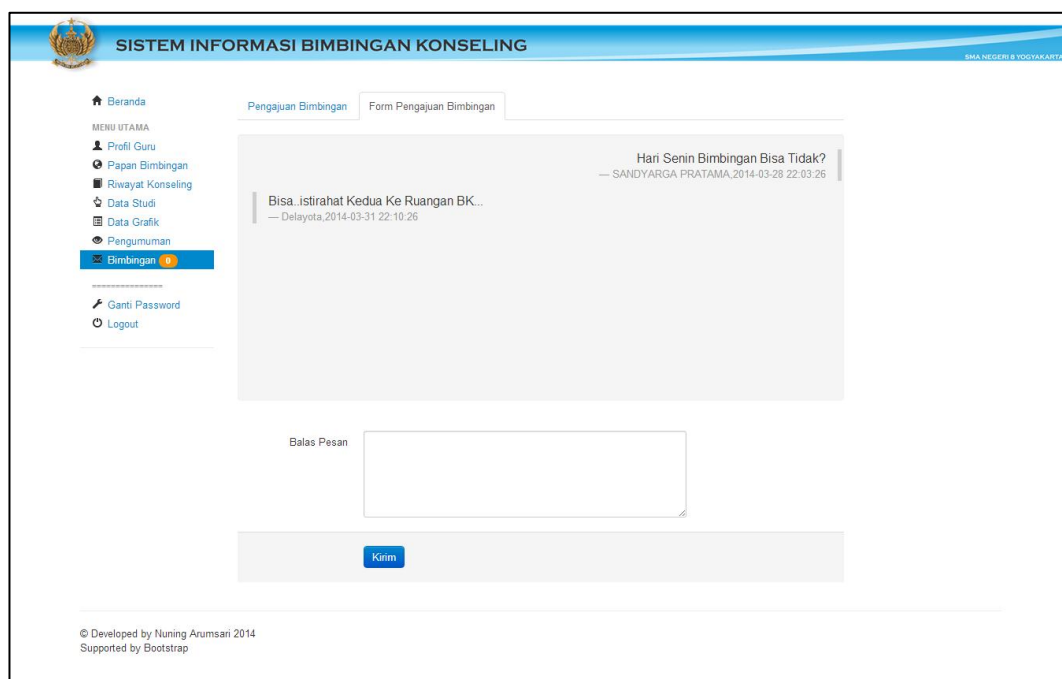 SISTEM INFORMASI BIMBINGAN KONSELING
SMA NEGERI 8 YOGYAKARTA
Beranda
MENU UTAMA
Profil Guru
Papan Bimbingan
Riwayat Konseling
Data Studi
Data Grafik
Pengumuman
Bimbingan 0
===============
Ganti Password
Logout
Pengajuan Bimbingan
Form Pengajuan Bimbingan
Hari Senin Bimbingan Bisa Tidak?
— SANDYARGA PRATAMA,2014-03-28 22:03:26
Bisa..istirahat Kedua Ke Ruangan BK...
— Delayota,2014-03-31 22:10:26
Balas Pesan
Kirim
© Developed by Nuning Arumsari 2014
Supported by Bootstrap